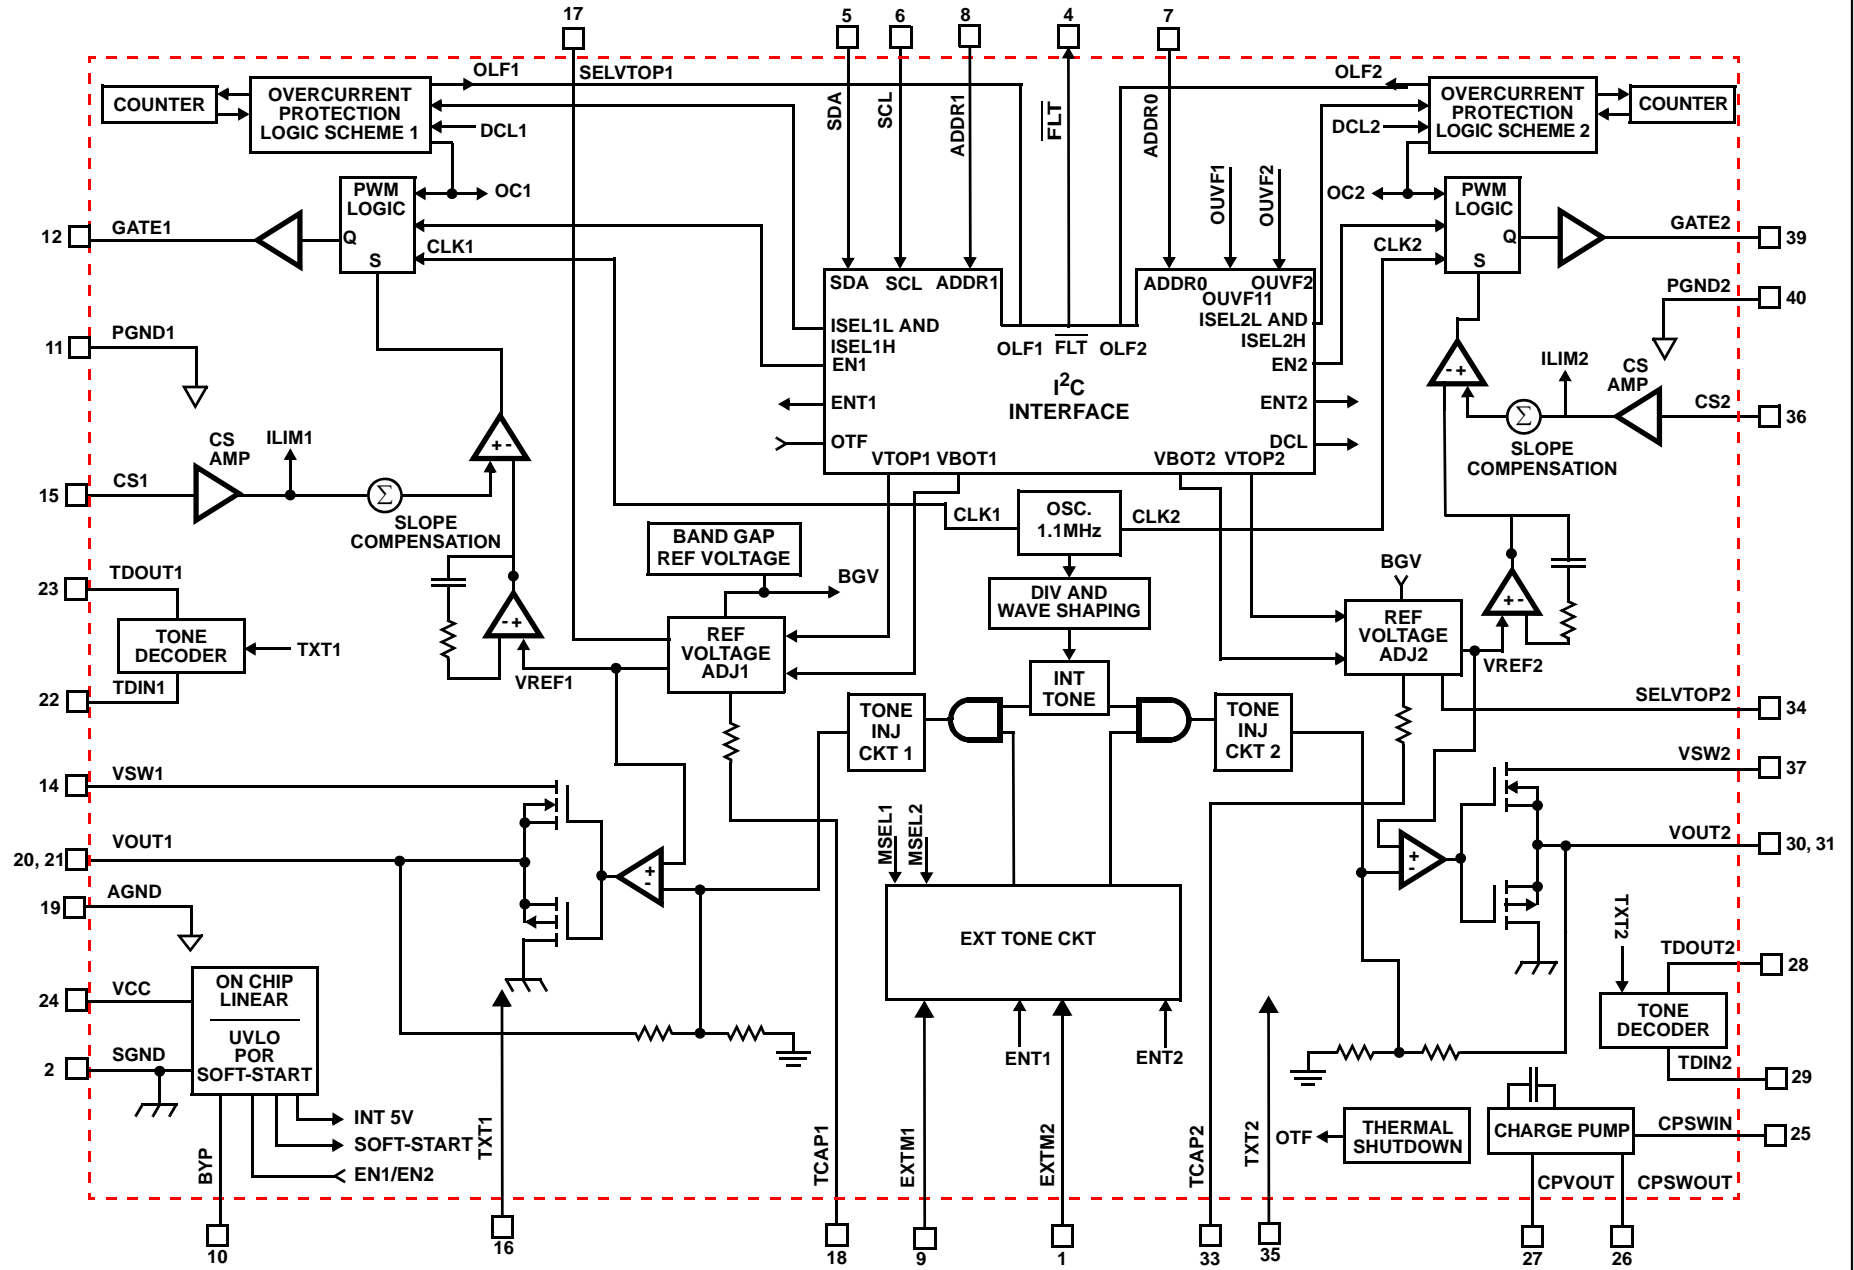 17
5
6
8
4
7
OLF1
SELVTOP1
OLF2
COUNTER
OVERCURRENT
PROTECTION
LOGIC SCHEME 1
DCL1
SDA
SCL
ADDR1
FLT
ADDR0
OUVF1
OUVF2
DCL2
OVERCURRENT
PROTECTION
LOGIC SCHEME 2
COUNTER
PWM
LOGIC
Q
S
OC1
CLK1
OC2
CLK2
PWM
LOGIC
Q
S
12
GATE1
GATE2
39
PGND2
40
11
PGND1
SDA
SCL
ADDR1
ADDR0
OUVF2
OUVF11
ISEL1L AND
ISEL1H
EN1
ISEL2L AND
ISEL2H
EN2
OLF1
FLT
OLF2
I2C
INTERFACE
ENT1
OTF
ENT2
DCL
VTOP1
VBOT1
VBOT2
VTOP2
- +
ILIM2
CS
AMP
CS2
36
Σ
SLOPE
COMPENSATION
CS
AMP
ILIM1
+ -
15
CS1
Σ
SLOPE
COMPENSATION
CLK1
OSC.
1.1MHz
CLK2
BAND GAP
REF VOLTAGE
BGV
DIV AND
WAVE SHAPING
BGV
+ -
23
TDOUT1
TONE
DECODER
TXT1
22
TDIN1
- +
VREF1
REF
VOLTAGE
ADJ1
INT
TONE
REF
VOLTAGE
ADJ2
VREF2
SELVTOP2
34
TONE
INJ
CKT 1
TONE
INJ
CKT 2
14
VSW1
VSW2
37
20, 21
VOUT1
+
-
MSEL1
MSEL2
+
-
VOUT2
30, 31
19
AGND
EXT TONE CKT
TXT2
TDOUT2
28
24
VCC
ON CHIP
LINEAR
UVLO
POR
SOFT-START
TONE
DECODER
2
SGND
ENT1
ENT2
TDIN2
29
INT 5V
SOFT-START
EN1/EN2
BYP
TXT1
TCAP1
EXTM1
EXTM2
TCAP2
TXT2
OTF
THERMAL
SHUTDOWN
CHARGE PUMP
CPSWIN
25
CPVOUT
CPSWOUT
10
16
18
9
1
33
35
27
26